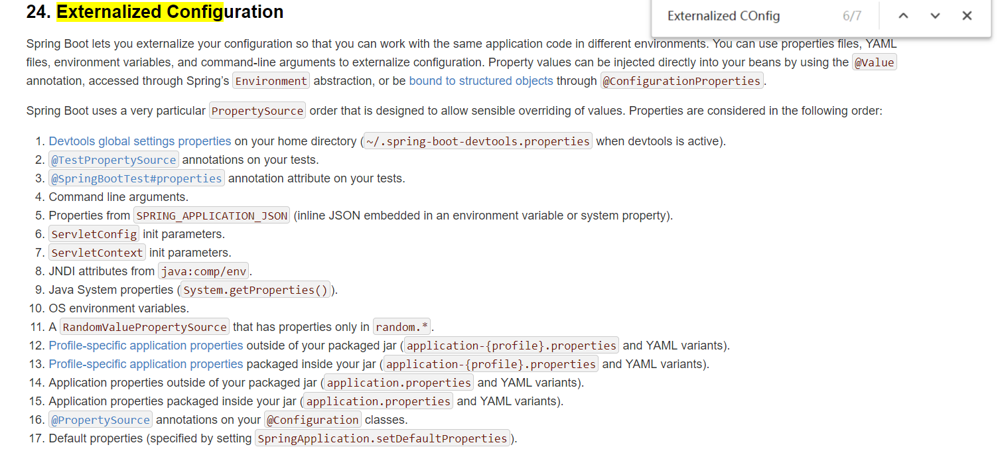 24. Externalized Configuration
Externalized COnfig 6/7
Spring Boot lets you externalize your configuration so that you can work with the same application code in different environments. You can use properties files, YAML
files, environment variables, and command-line arguments to externalize configuration. Property values can be injected directly into your beans by using the @Value
annotation, accessed through Spring’s Environment abstraction, or be bound to structured objects through @ConfigurationProperties.
Spring Boot uses a very particular PropertySource order that is designed to allow sensible overriding of values. Properties are considered in the following order:
1. Devtools global settings properties on your home directory (~/.spring-boot-devtools.properties when devtools is active).
2. @TestPropertySource annotations on your tests.
3. @SpringBootTest#properties annotation attribute on your tests.
4. Command line arguments.
5. Properties from SPRING_APPLICATION_JSON (inline JSON embedded in an environment variable or system property).
6. ServletConfig init parameters.
7. ServletContext init parameters.
8. JNDI attributes from java:comp/env.
9. Java System properties (System.getProperties()).
10. OS environment variables.
11. A RandomValuePropertySource that has properties only in random.*.
12. Profile-specific application properties outside of your packaged jar (application-{profile}.properties and YAML variants).
13. Profile-specific application properties packaged inside your jar (application-{profile}.properties and YAML variants).
14. Application properties outside of your packaged jar (application.properties and YAML variants).
15. Application properties packaged inside your jar (application.properties and YAML variants).
16. @PropertySource annotations on your @Configuration classes.
17. Default properties (specified by setting SpringApplication.setDefaultProperties).